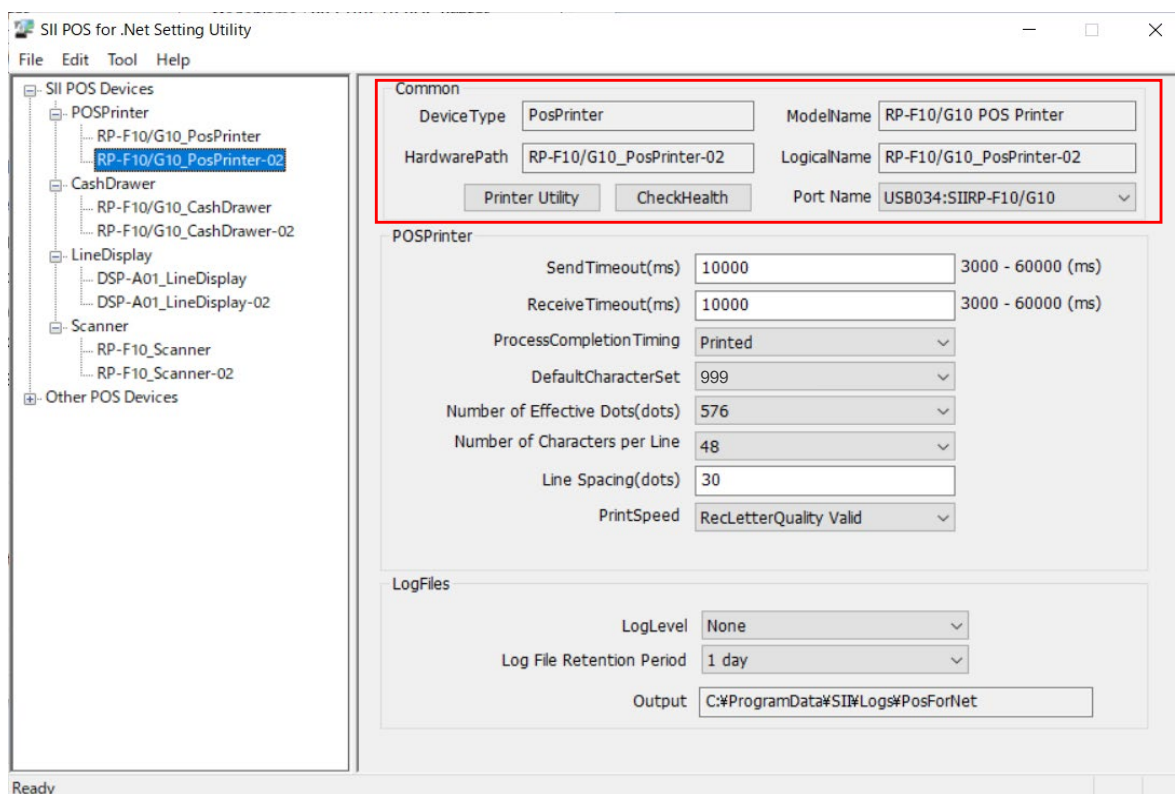 SII POS for .Net Setting Utility
File Edit Tool Help
SII POS Devices
POSPrinter
RP-F10/G10_PosPrinter
RP-F10/G10_PosPrinter-02
CashDrawer
RP-F10/G10_CashDrawer
RP-F10/G10_CashDrawer-02
LineDisplay
DSP-A01_LineDisplay
DSP-A01_LineDisplay-02
Scanner
RP-F10_Scanner
RP-F10_Scanner-02
Other POS Devices
Common
DeviceType PosPrinter ModelName RP-F10/G10 POS Printer
HardwarePath RP-F10/G10_PosPrinter-02 LogicalName RP-F10/G10_PosPrinter-02
Printer Utility CheckHealth Port Name USB034:SIIRP-F10/G10
POSPrinter
SendTimeout(ms) 10000 3000 - 60000 (ms)
ReceiveTimeout(ms) 10000 3000 - 60000 (ms)
ProcessCompletionTiming Printed
DefaultCharacterSet 999
Number of Effective Dots(dots) 576
Number of Characters per Line 48
Line Spacing(dots) 30
PrintSpeed RecLetterQuality Valid
LogFiles
LogLevel None
Log File Retention Period 1 day
Output C:¥ProgramData¥SII¥Logs¥PosForNet
Ready